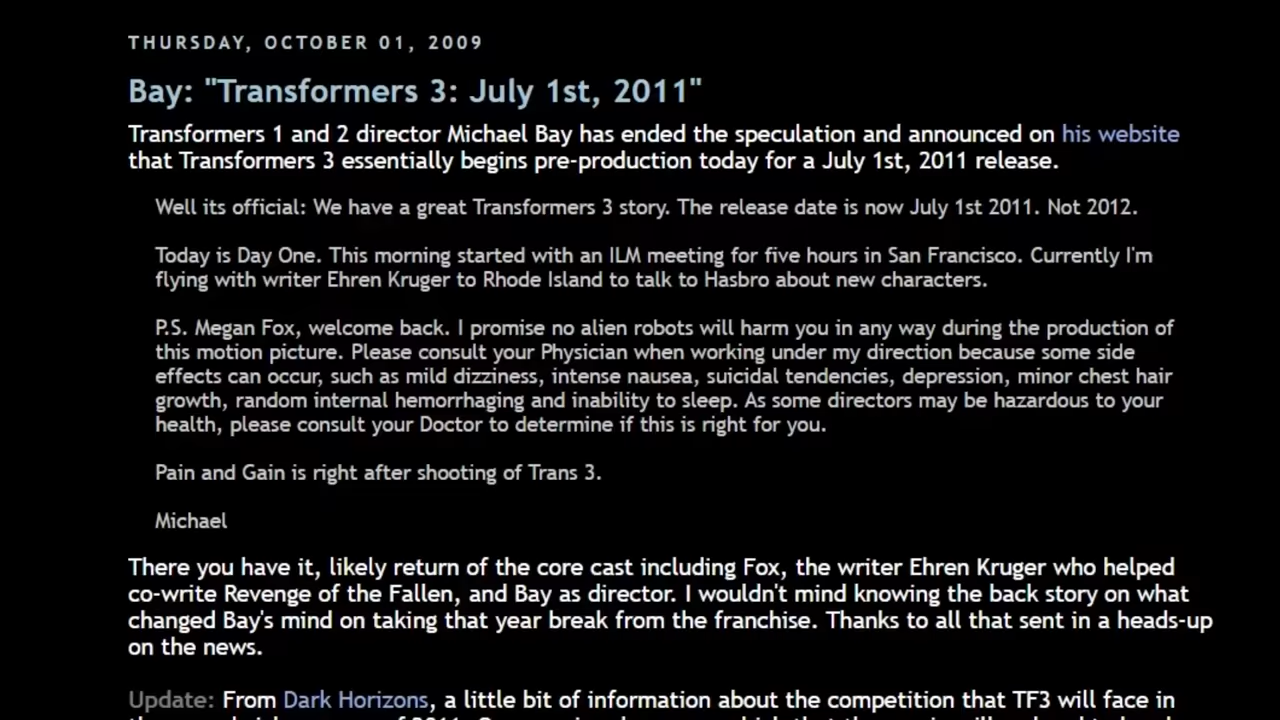 THURSDAY, OCTOBER 01, 2009
Bay: "Transformers 3: July 1st, 2011"
Transformers 1 and 2 director Michael Bay has ended the speculation and announced on his website
that Transformers 3 essentially begins pre-production today for a July 1st, 2011 release.
Well its official: We have a great Transformers 3 story. The release date is now July 1st 2011. Not 2012.
Today is Day One. This morning started with an ILM meeting for five hours in San Francisco. Currently I'm
flying with writer Ehren Kruger to Rhode Island to talk to Hasbro about new characters.
P.S. Megan Fox, welcome back. I promise no alien robots will harm you in any way during the production of
this motion picture. Please consult your Physician when working under my direction because some side
effects can occur, such as mild dizziness, intense nausea, suicidal tendencies, depression, minor chest hair
growth, random internal hemorrhaging and inability to sleep. As some directors may be hazardous to your
health, please consult your Doctor to determine if this is right for you.
Pain and Gain is right after shooting of Trans 3.
Michael
There you have it, likely return of the core cast including Fox, the writer Ehren Kruger who helped
co-write Revenge of the Fallen, and Bay as director. I wouldn't mind knowing the back story on what
changed Bay's mind on taking that year break from the franchise. Thanks to all that sent in a heads-up
on the news.
Update: From Dark Horizons, a little bit of information about the competition that TF3 will face in